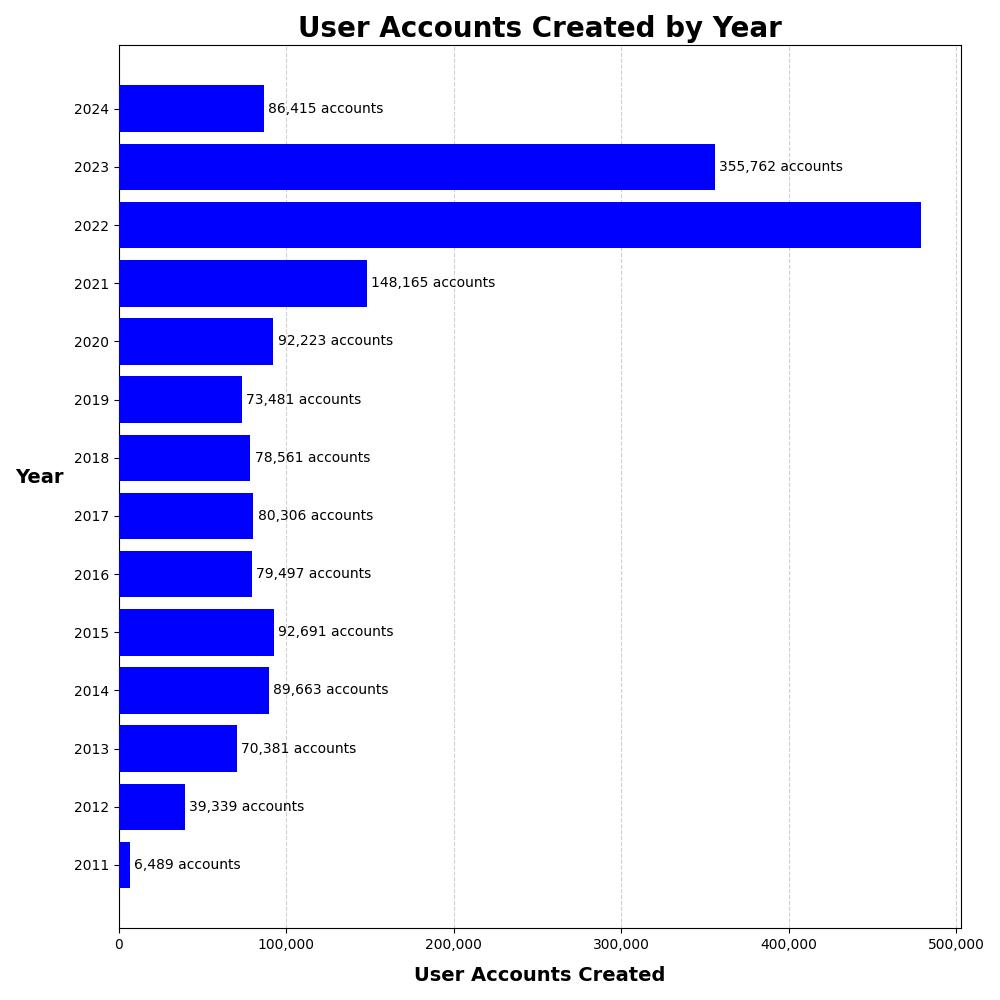 User Accounts Created by Year
2024
86,415 accounts
2023
355,762 accounts
2022
2021
148,165 accounts
2020
92,223 accounts
2019
73,481 accounts
2018
78,561 accounts
Year
2017
80,306 accounts
2016
79,497 accounts
2015
92,691 accounts
2014
89,663 accounts
2013
70,381 accounts
2012
39,339 accounts
2011
6,489 accounts
0
100,000
200,000
300,000
400,000
500,000
User Accounts Created